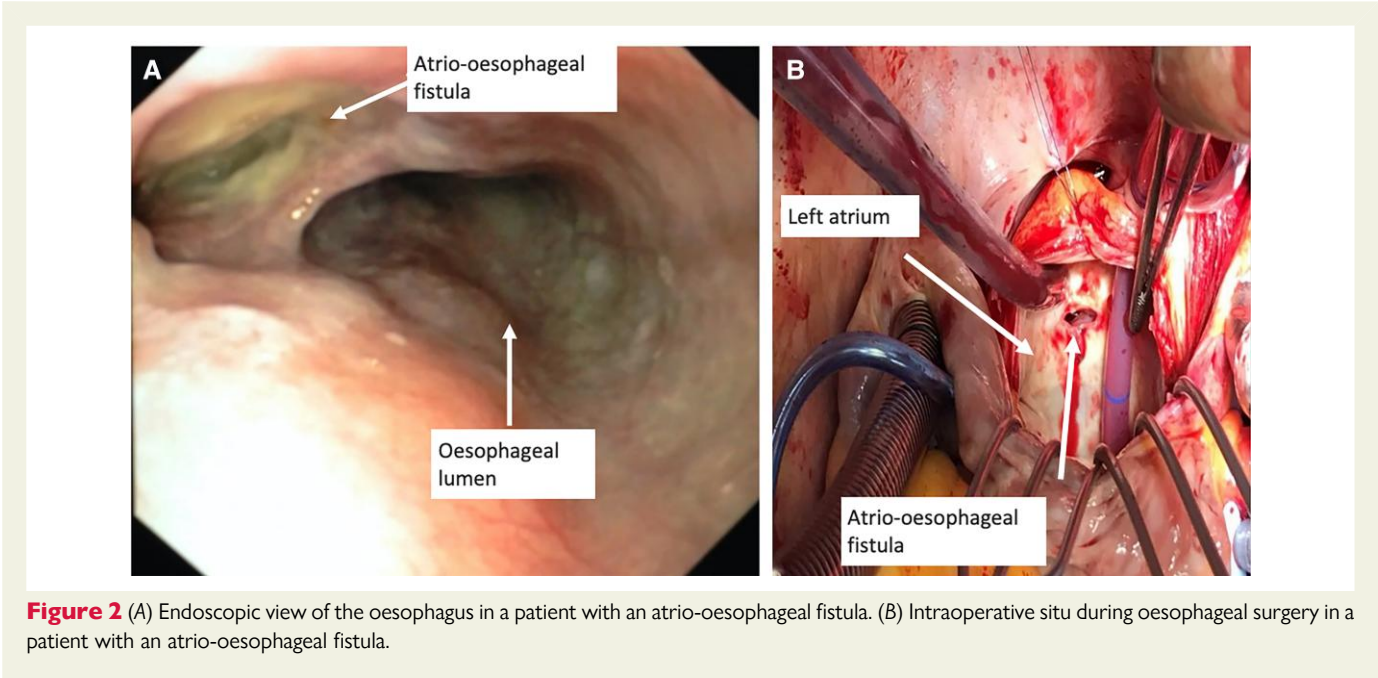 A
Atrio-oesophageal
fistula
Oesophageal
lumen
B
Left atrium
Atrio-oesophageal
fistula
Figure 2 (A) Endoscopic view of the oesophagus in a patient with an atrio-oesophageal fistula. (B) Intraoperative situ during oesophageal surgery in a
patient with an atrio-oesophageal fistula.